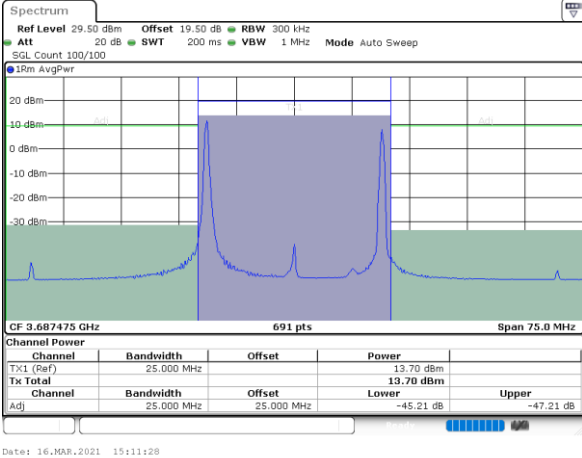 Spectrum
Ref Level 29.50 dBm Offset 19.50 dB RBW 300 kHz
Att 20 dB SWT 200 ms VBW 1 MHz Mode Auto Sweep
SGL Count 100/100
1Rm AvgPwr
20 dBm
TX1
Adj Adj
10 dBm
0 dBm
-10 dBm
-20 dBm
-30 dBm
CF 3.687475 GHz 691 pts Span 75.0 MHz
Channel Power
Channel Bandwidth Offset Power
TX1 (Ref) 25.000 MHz 13.70 dBm
Tx Total 13.70 dBm
Channel Bandwidth Offset Lower Upper
Adj 25.000 MHz 25.000 MHz -45.21 dB -47.21 dB
Ready
Date: 16.MAR.2021 15:11:28